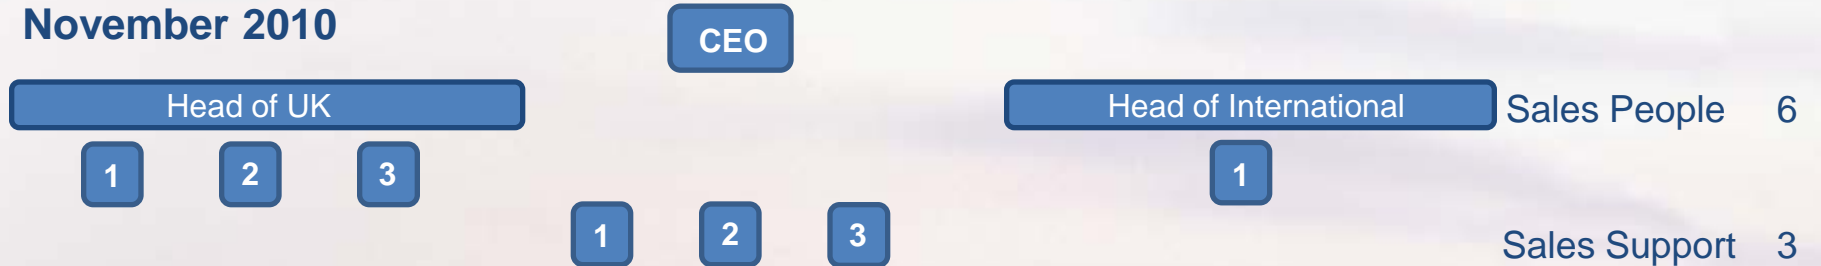 November 2010
CEO
Head of UK
Head of International
Sales People 6
1 2 3
1
1 2 3
Sales Support 3